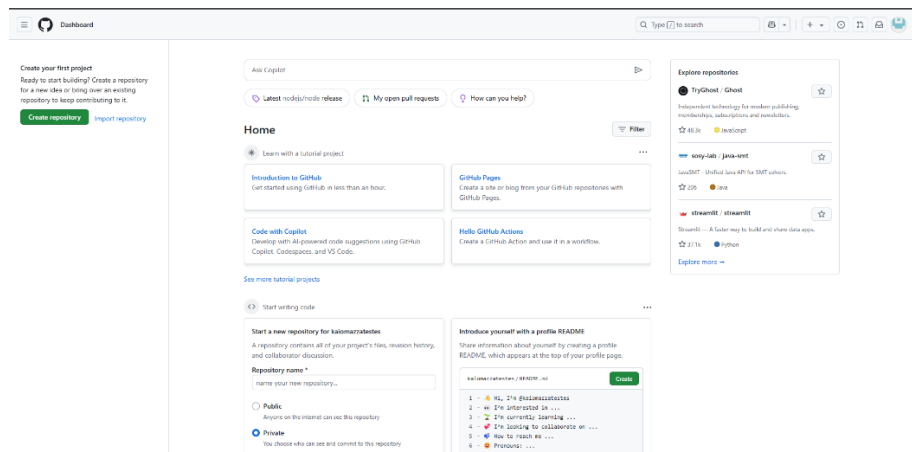 Dashboard
Type / to search
Create your first project
Ready to start building? Create a repository
for a new idea or bring over an existing
repository to keep contributing to it.
Create repository
Import repository
Ask Copilot
Latest nodejs/node release
My open pull requests
How can you help?
Home
Filter
Learn with a tutorial project
Introduction to GitHub
Get started using GitHub in less than an hour.
GitHub Pages
Create a site or blog from your GitHub repositories with
GitHub Pages.
Code with Copilot
Develop with AI-powered code suggestions using GitHub
Copilot, Codespaces, and VS Code.
Hello GitHub Actions
Create a GitHub Action and use it in a workflow.
See more tutorial projects
Start writing code
Start a new repository for kaiomazzatestes
A repository contains all of your project's files, revision history,
and collaborator discussion.
Repository name *
name your new repository...
Public
Anyone on the internet can see this repository
Private
You choose who can see and commit to this repository
Introduce yourself with a profile README
Share information about yourself by creating a profile
README, which appears at the top of your profile page.
kaiomazzatestes/README.md
Create
1 - 👋 Hi, I'm @kaiomazzatestes
2 - 👀 I'm interested in ...
3 - 🌱 I'm currently learning ...
4 - 💞️ I'm looking to collaborate on ...
5 - 📫 How to reach me ...
6 - 😄 Pronouns: ...
Explore repositories
TryGhost / Ghost
Independent technology for modern publishing,
memberships, subscriptions and newsletters.
48.3k JavaScript
sosy-lab / java-smt
JavaSMT - Unified Java API for SMT solvers.
206 Java
streamlit / streamlit
Streamlit — A faster way to build and share data apps.
37.1k Python
Explore more →